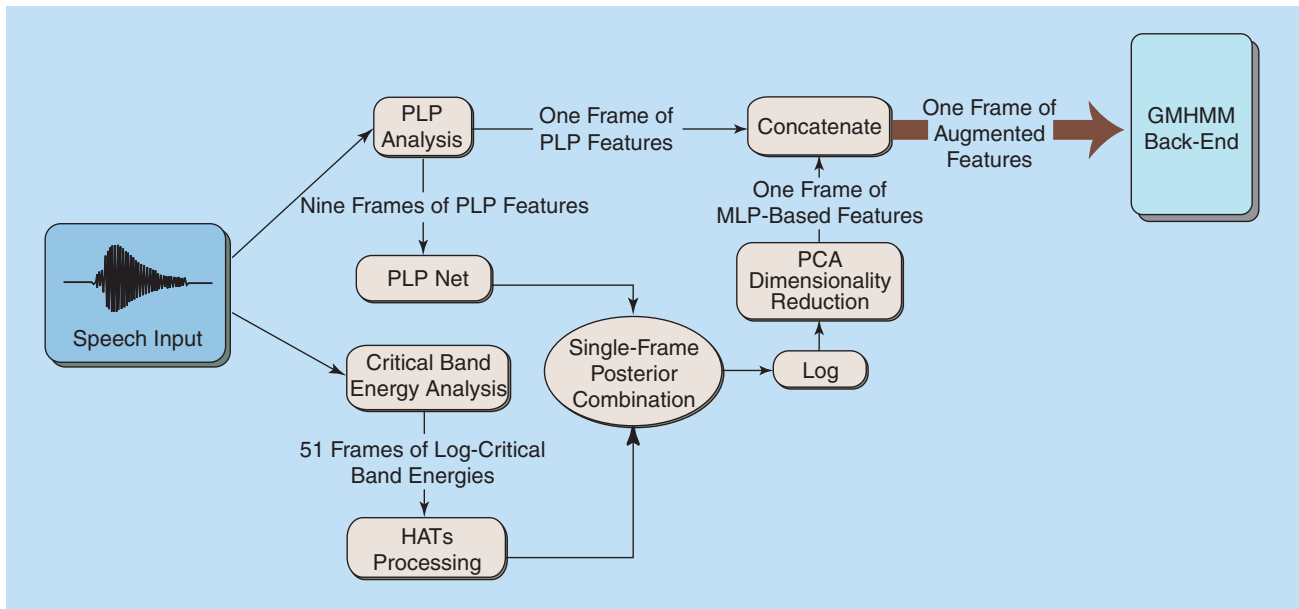 PLP
Analysis
One Frame of
PLP Features
Concatenate
One Frame of
Augmented
Features
GMHMM
Back-End
Nine Frames of PLP Features
One Frame of
MLP-Based Features
PLP Net
PCA
Dimensionality
Reduction
Speech Input
Single-Frame
Posterior
Combination
Log
Critical Band
Energy Analysis
51 Frames of Log-Critical
Band Energies
HATs
Processing